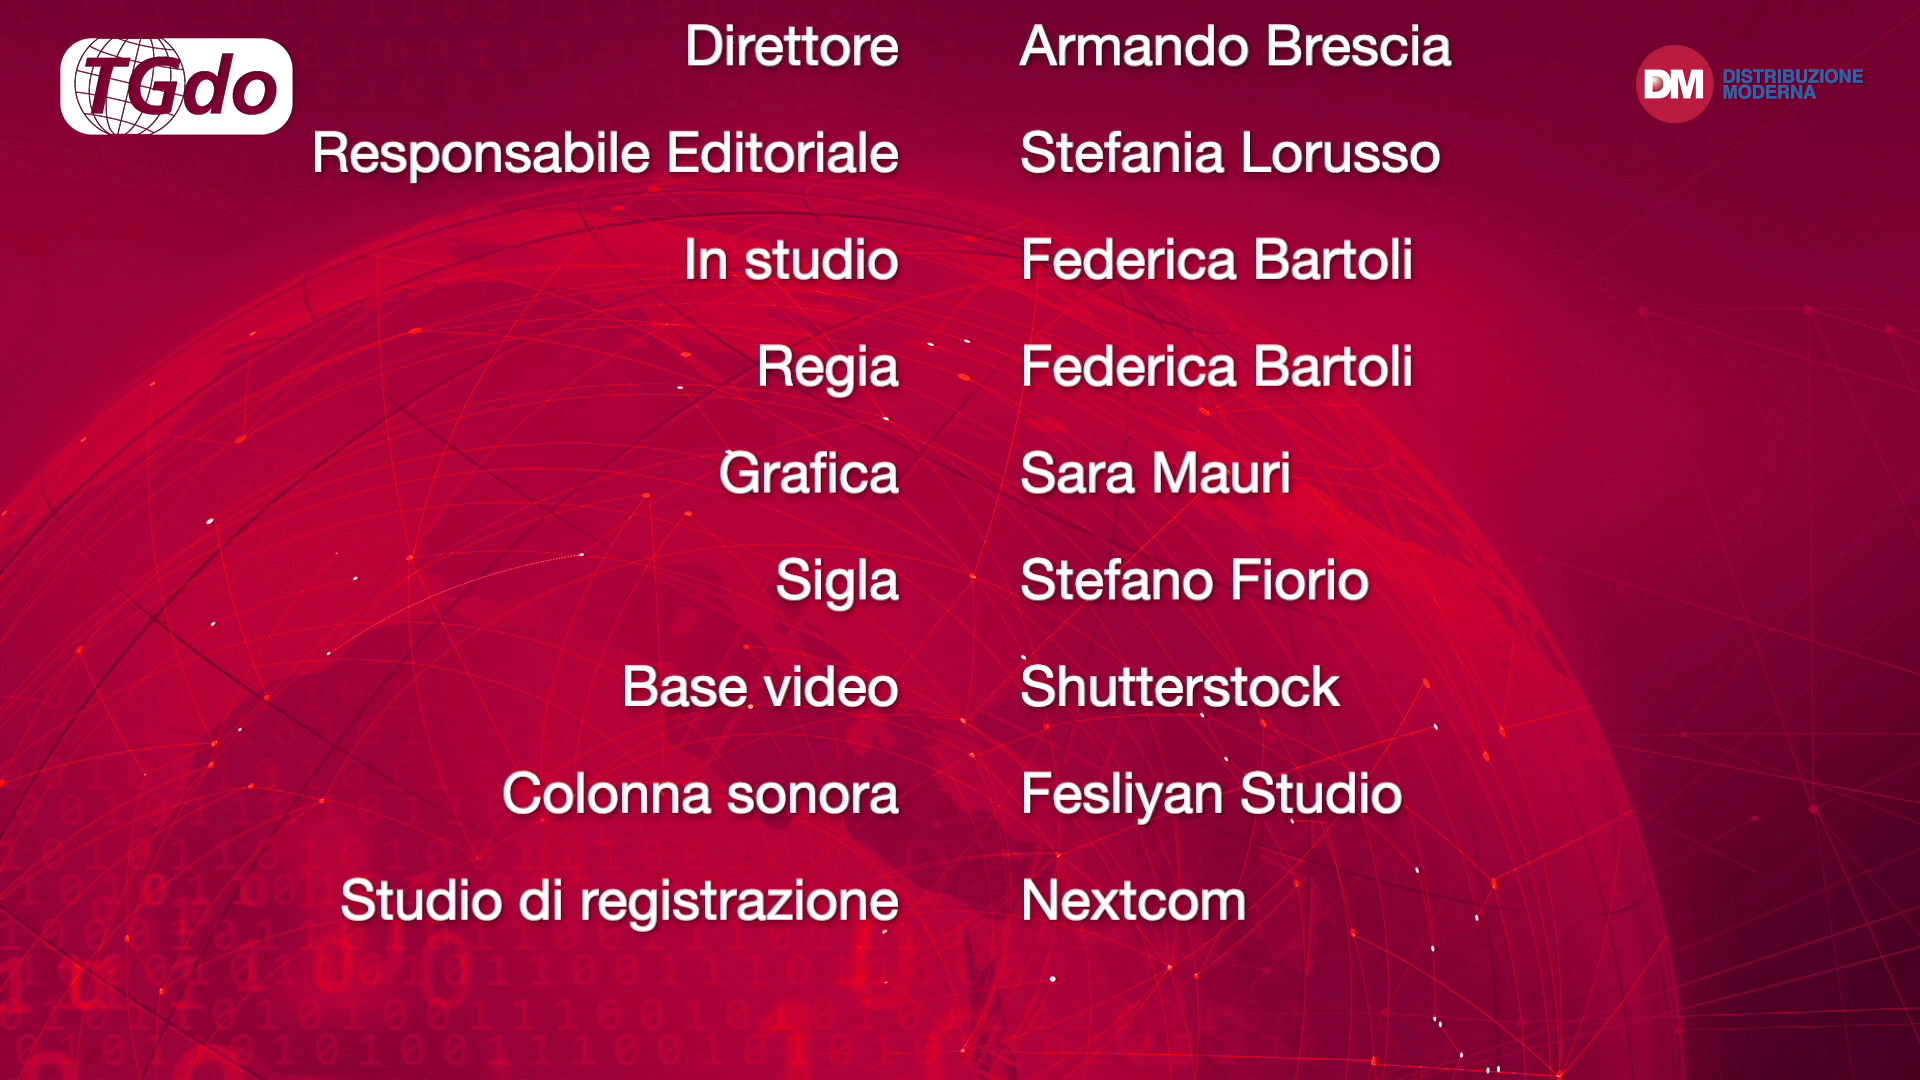 TGdo
DM DISTRIBUZIONE
MODERNA
Direttore Armando Brescia
Responsabile Editoriale Stefania Lorusso
In studio Federica Bartoli
Regia Federica Bartoli
Grafica Sara Mauri
Sigla Stefano Fiorio
Base video Shutterstock
Colonna sonora Fesliyan Studio
Studio di registrazione Nextcom